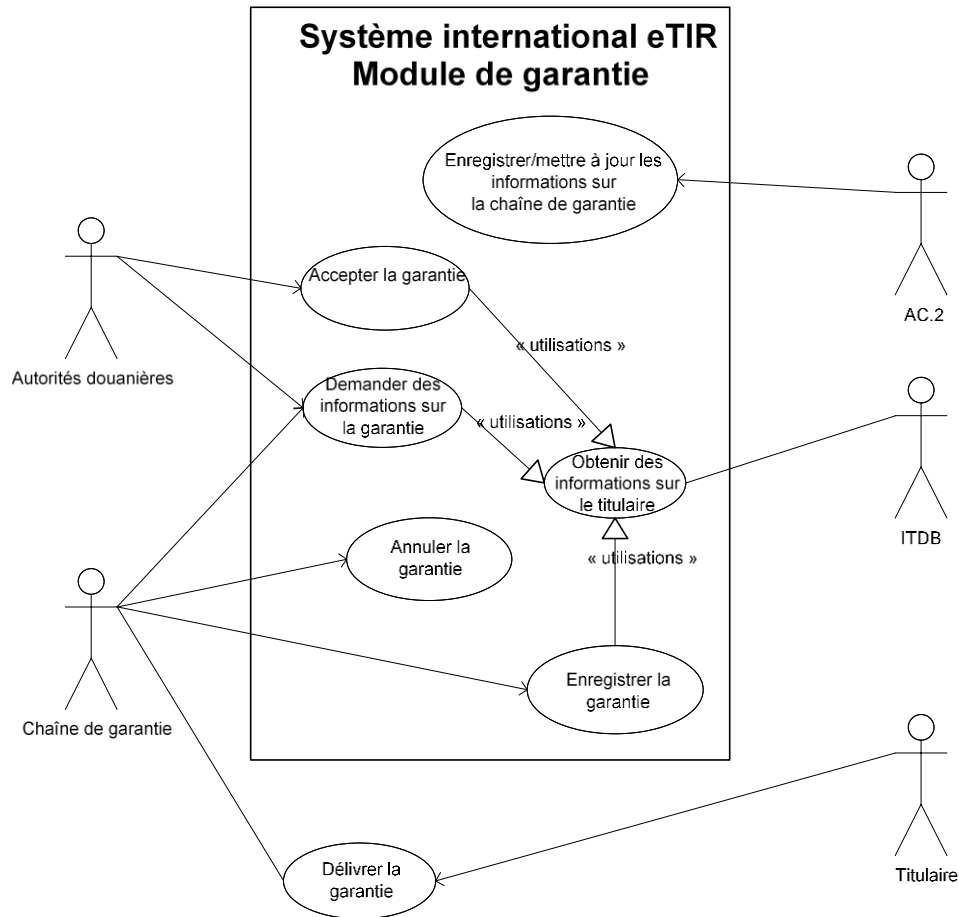 Système international eTIR
Module de garantie
Enregistrer/mettre à jour les
informations sur
la chaîne de garantie
Accepter la garantie
AC.2
« utilisations »
Autorités douanières
Demander des
informations sur
la garantie
« utilisations »
Obtenir des
informations sur
le titulaire
ITDB
Annuler la
garantie
« utilisations »
Enregistrer la
garantie
Chaîne de garantie
Délivrer la
garantie
Titulaire